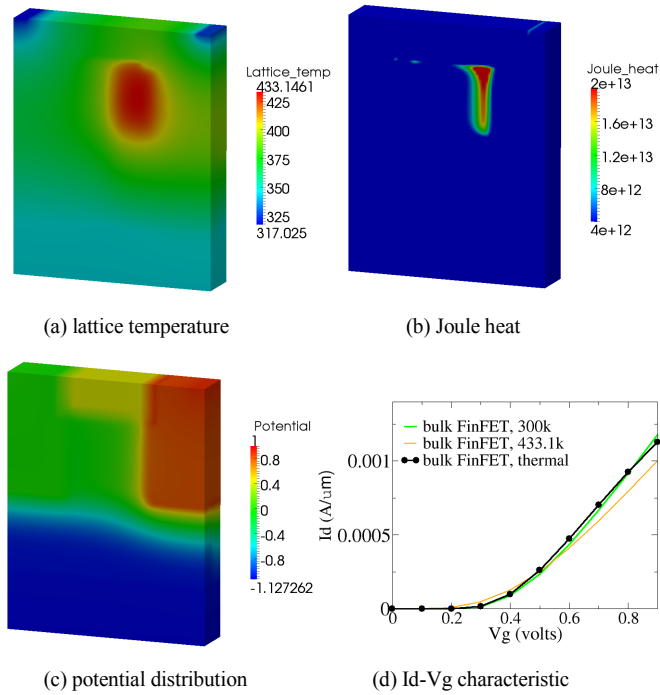 Lattice_temp
433.1461
425
400
375
350
325
317.025
(a) lattice temperature
Joule_heat
2e+13
1.6e+13
1.2e+13
8e+12
4e+12
(b) Joule heat
Potential
1
0.8
0.4
0
-0.4
-0.8
-1.127262
(c) potential distribution
bulk FinFET, 300k
bulk FinFET, 433.1k
bulk FinFET, thermal
Id (A/um)
0.001
0.0005
0
0 0.2 0.4 0.6 0.8
Vg (volts)
(d) Id-Vg characteristic